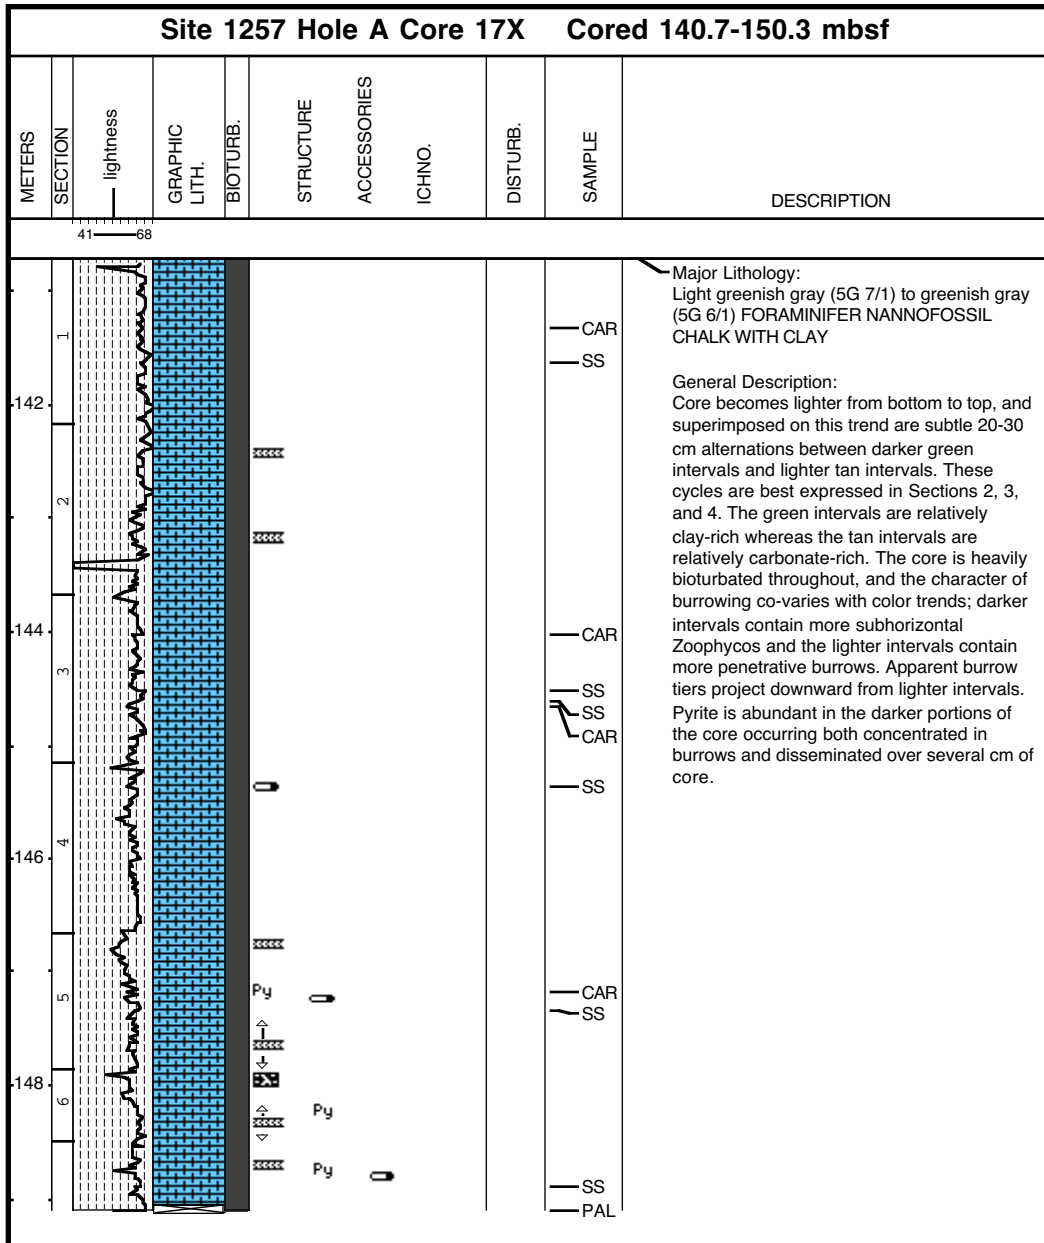 Site 1257 Hole A Core 17X Cored 140.7-150.3 mbsf
METERS
SECTION
lightness
GRAPHIC
LITH.
BIOTURB.
STRUCTURE
ACCESSORIES
ICHNO.
DISTURB.
SAMPLE
DESCRIPTION
41 68
Major Lithology:
Light greenish gray (5G 7/1) to greenish gray
(5G 6/1) FORAMINIFER NANNOFOSSIL
CHALK WITH CLAY
General Description:
Core becomes lighter from bottom to top, and
superimposed on this trend are subtle 20-30
cm alternations between darker green
intervals and lighter tan intervals. These
cycles are best expressed in Sections 2, 3,
and 4. The green intervals are relatively
clay-rich whereas the tan intervals are
relatively carbonate-rich. The core is heavily
bioturbated throughout, and the character of
burrowing co-varies with color trends; darker
intervals contain more subhorizontal
Zoophycos and the lighter intervals contain
more penetrative burrows. Apparent burrow
tiers project downward from lighter intervals.
Pyrite is abundant in the darker portions of
the core occurring both concentrated in
burrows and disseminated over several cm of
core.
1
CAR
SS
142
2
144
CAR
3
SS
SS
CAR
SS
4
146
5
Py
CAR
SS
148
6
Py
Py
SS
PAL